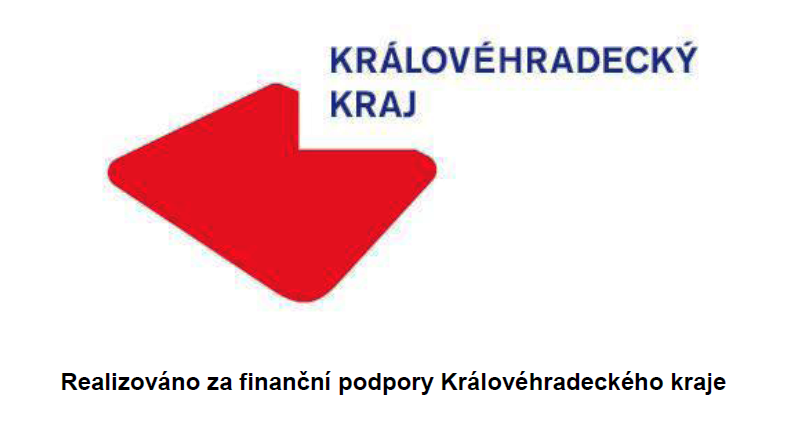 KRÁLOVÉHRADECKÝ
KRAJ
Realizováno za finanční podpory Královéhradeckého kraje